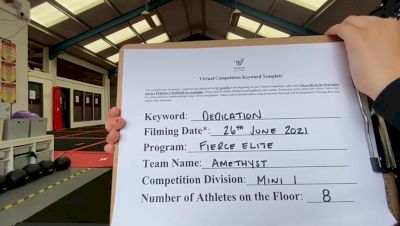 Virtual Competition Keyword Template
Keyword: DEDICATION
Filming Date*: 26th JUNE 2021
Program: FIERCE ELITE
Team Name: AMETHYST
Competition Division: MINI 1
Number of Athletes on the Floor: 8